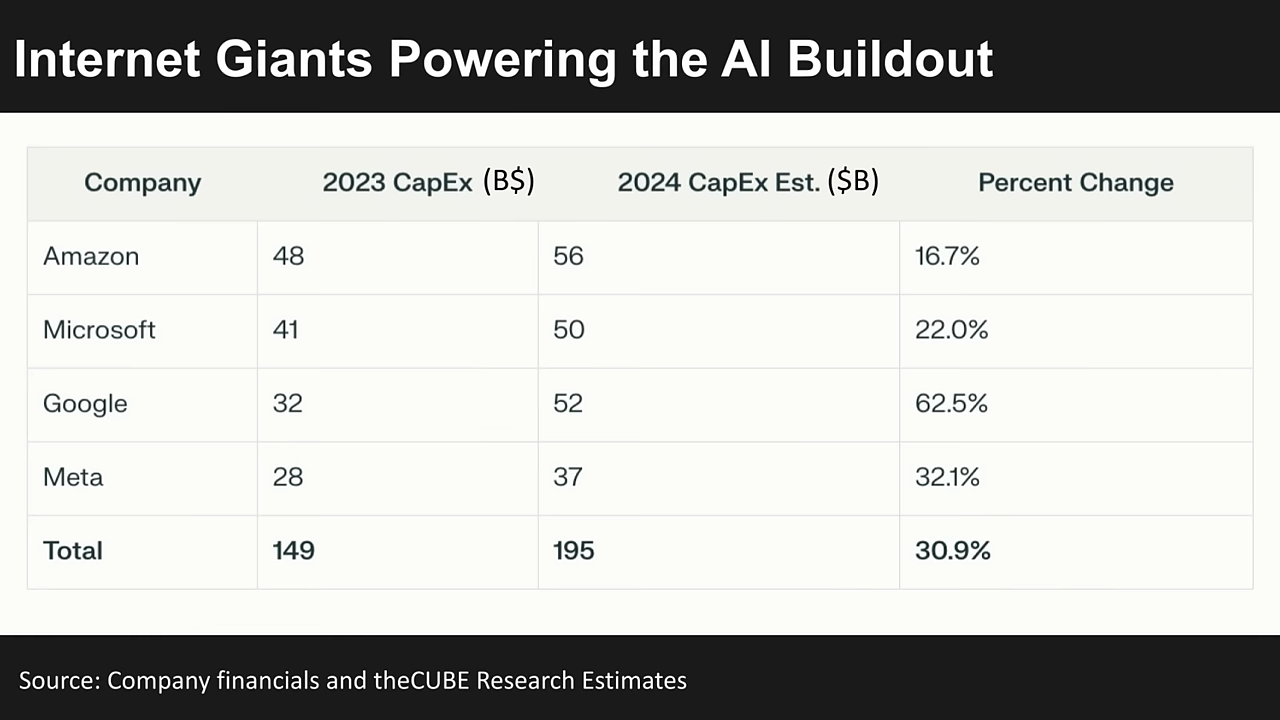 Internet Giants Powering the AI Buildout
Company 2023 CapEx (B$) 2024 CapEx Est. ($B) Percent Change
Amazon 48 56 16.7%
Microsoft 41 50 22.0%
Google 32 52 62.5%
Meta 28 37 32.1%
Total 149 195 30.9%
Source: Company financials and theCUBE Research Estimates